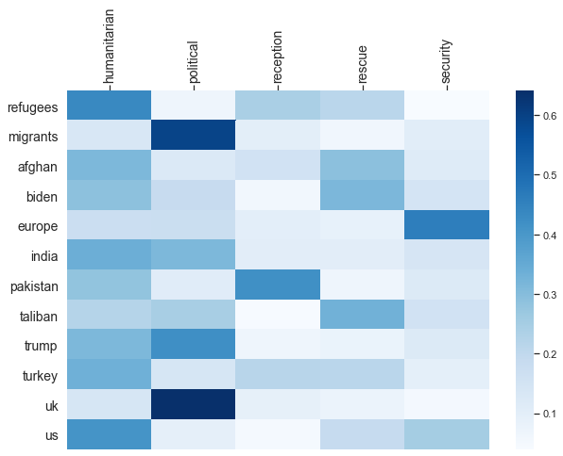 humanitarian
political
reception
rescue
security
refugees
migrants
afghan
biden
europe
india
pakistan
taliban
trump
turkey
uk
us
0.6
0.5
0.4
0.3
0.2
0.1